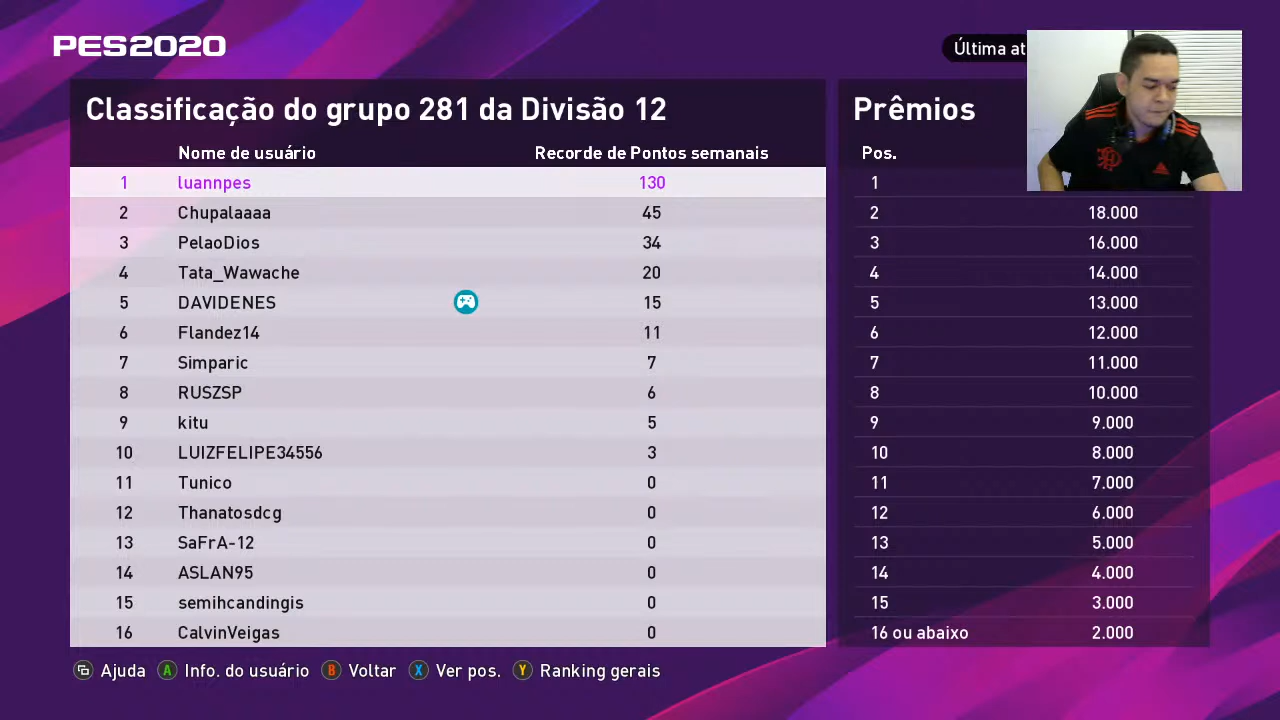 PES2020
Última at
Classificação do grupo 281 da Divisão 12
Nome de usuário Recorde de Pontos semanais
1 luannpes 130
2 Chupalaaaa 45
3 PelaoDios 34
4 Tata_Wawache 20
5 DAVIDENES 15
6 Flandez14 11
7 Simparic 7
8 RUSZSP 6
9 kitu 5
10 LUIZFELIPE34556 3
11 Tunico 0
12 Thanatosdcg 0
13 SaFrA-12 0
14 ASLAN95 0
15 semihcandingis 0
16 CalvinVeigas 0
Prêmios
Pos.
1
2 18.000
3 16.000
4 14.000
5 13.000
6 12.000
7 11.000
8 10.000
9 9.000
10 8.000
11 7.000
12 6.000
13 5.000
14 4.000
15 3.000
16 ou abaixo 2.000
Ajuda A Info. do usuário B Voltar X Ver pos. Y Ranking gerais